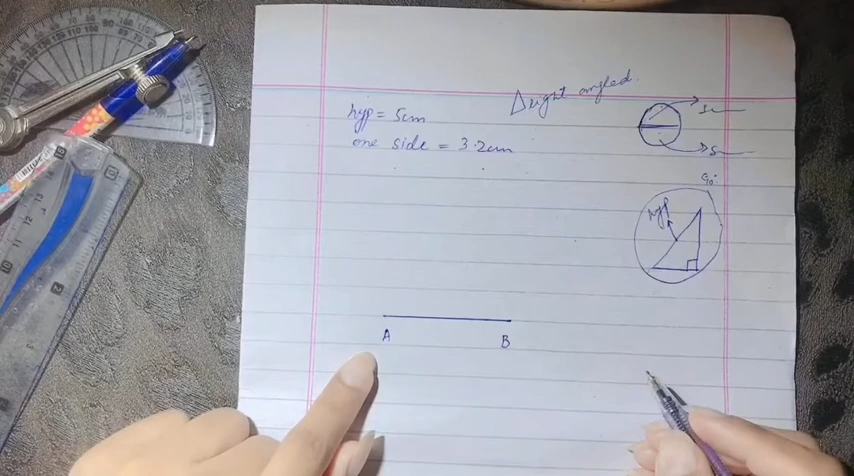 △ right angled.
hyp = 5cm
one side = 3.2cm
90°
hyp
A B